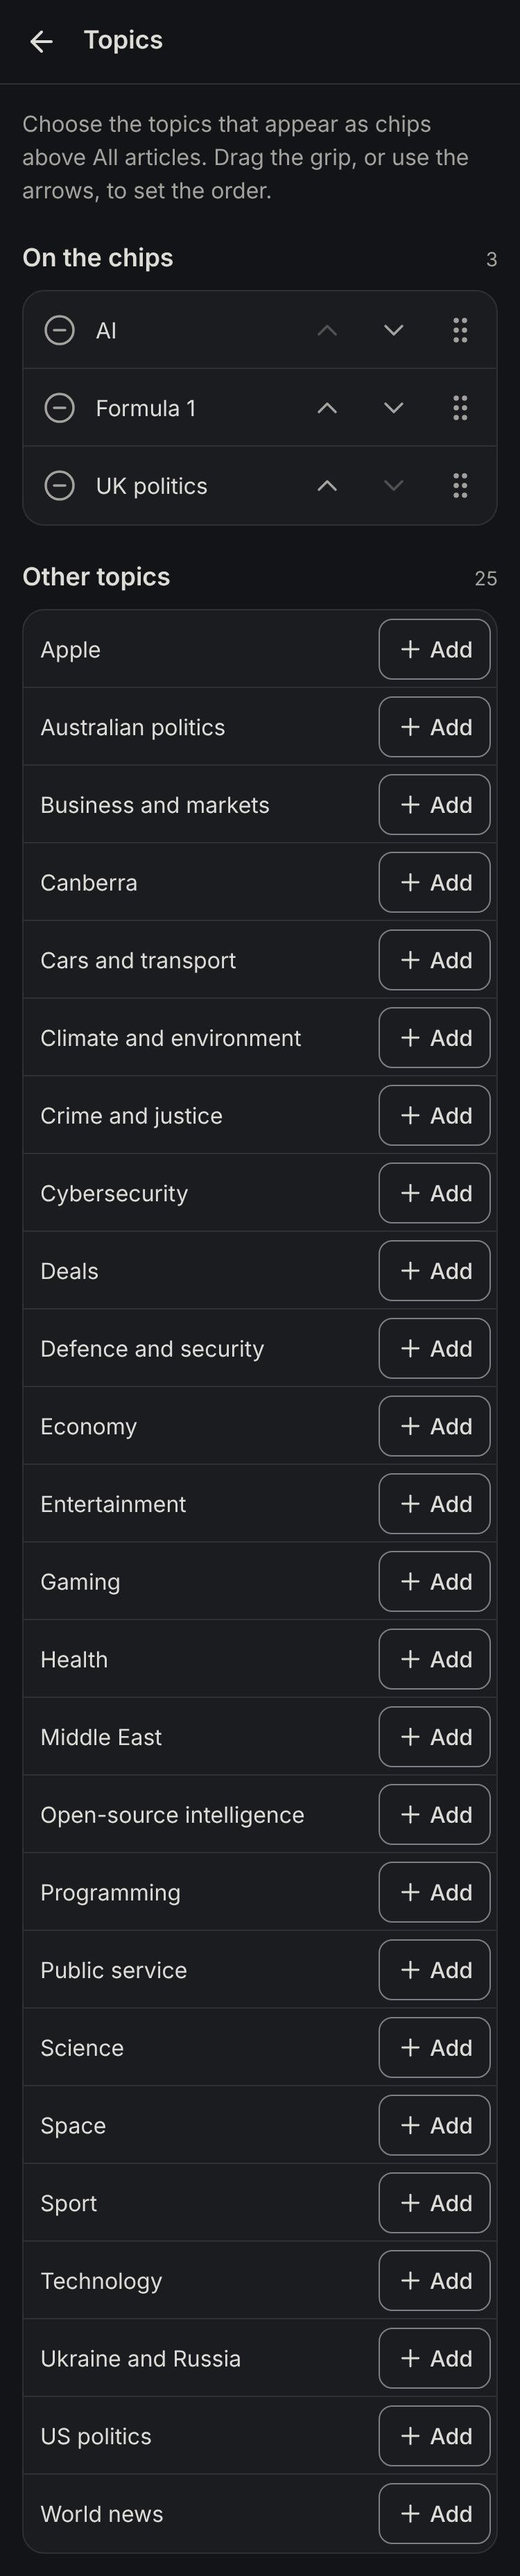 Topics
Choose the topics that appear as chips
above All articles. Drag the grip, or use the
arrows, to set the order.
On the chips 3
AI
Formula 1
UK politics
Other topics 25
Apple + Add
Australian politics + Add
Business and markets + Add
Canberra + Add
Cars and transport + Add
Climate and environment + Add
Crime and justice + Add
Cybersecurity + Add
Deals + Add
Defence and security + Add
Economy + Add
Entertainment + Add
Gaming + Add
Health + Add
Middle East + Add
Open-source intelligence + Add
Programming + Add
Public service + Add
Science + Add
Space + Add
Sport + Add
Technology + Add
Ukraine and Russia + Add
US politics + Add
World news + Add